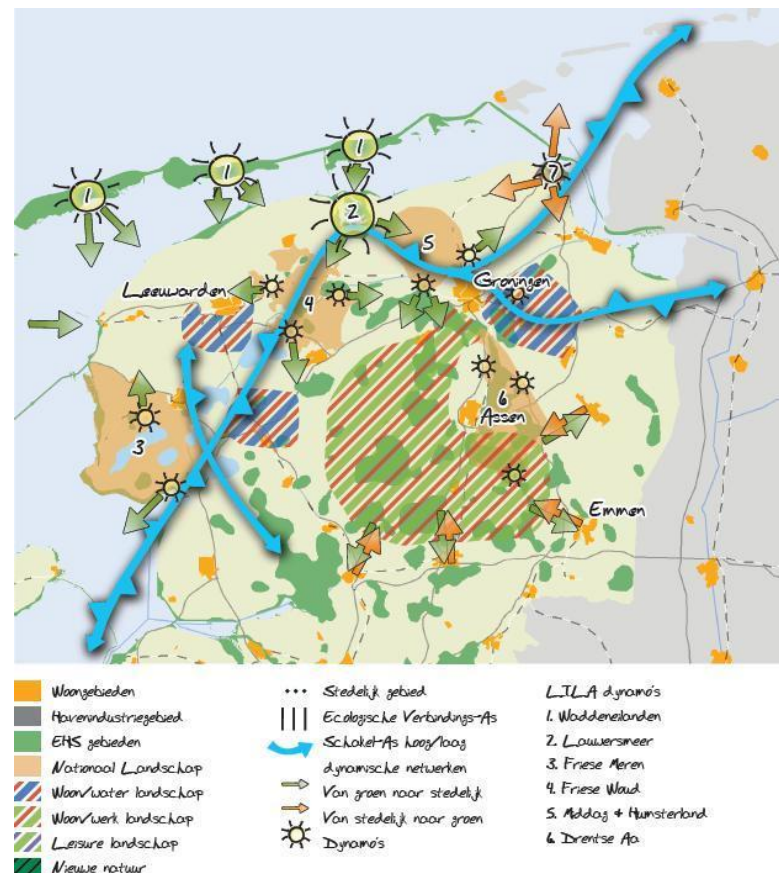 1
1
1
2
7
5
Leeuwarden
Groningen
4
6
Assen
3
Emmen
Woongebieden
Havenindustriegebied
EHS gebieden
Nationaal Landschap
Woon/water landschap
Woon/werk landschap
Leisure landschap
Nieuwe natuur
Stedelijk gebied
Ecologische Verbindings-As
Schakel-As hoog/laag
dynamische netwerken
Van groen naar stedelijk
Van stedelijk naar groen
Dynamo's
LILA dynamo's
1. Waddeneilanden
2. Lauwersmeer
3. Friese Meren
4. Friese Woud
5. Middag + Humsterland
6. Drentse Aa